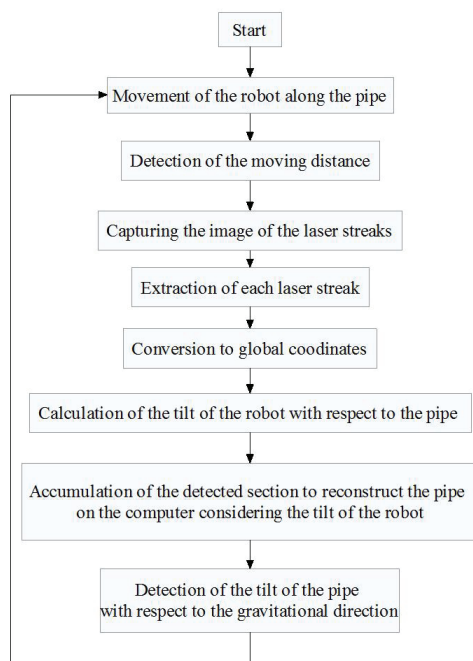 Start
Movement of the robot along the pipe
Detection of the moving distance
Capturing the image of the laser streaks
Extraction of each laser streak
Conversion to global coodinates
Calculation of the tilt of the robot with respect to the pipe
Accumulation of the detected section to reconstruct the pipe
on the computer considering the tilt of the robot
Detection of the tilt of the pipe
with respect to the gravitational direction